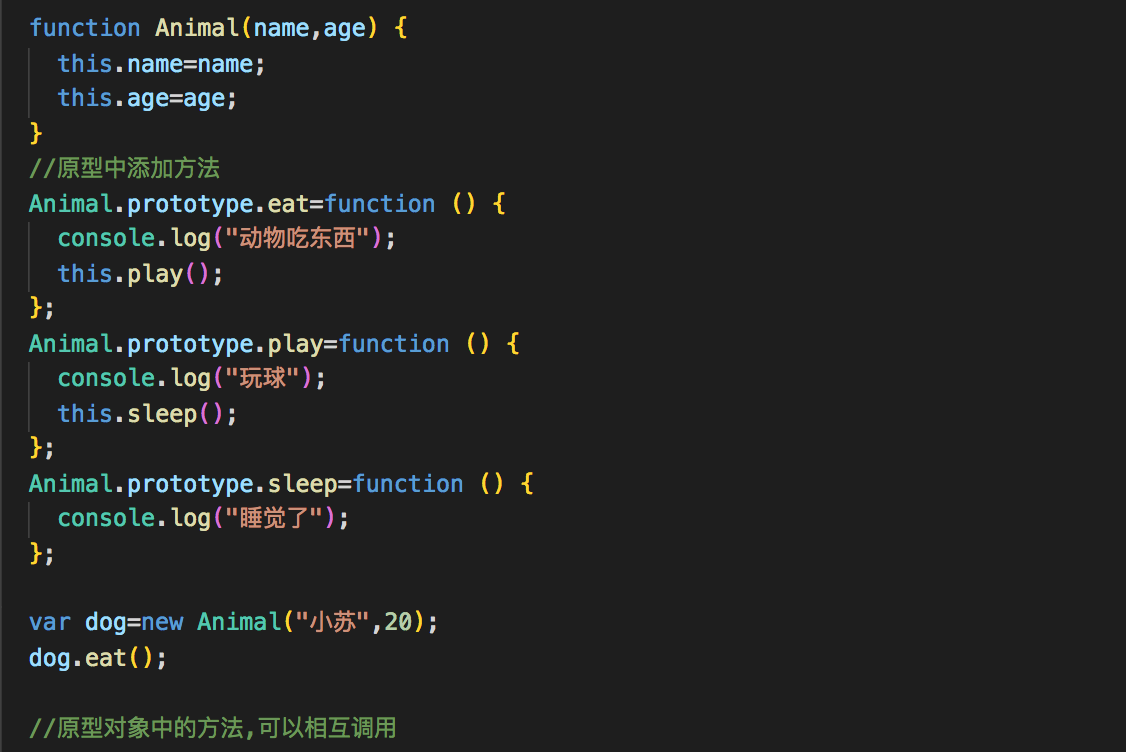 function Animal(name,age) {
  this.name=name;
  this.age=age;
}
//原型中添加方法
Animal.prototype.eat=function () {
  console.log("动物吃东西");
  this.play();
};
Animal.prototype.play=function () {
  console.log("玩球");
  this.sleep();
};
Animal.prototype.sleep=function () {
  console.log("睡觉了");
};

var dog=new Animal("小苏",20);
dog.eat();

//原型对象中的方法,可以相互调用